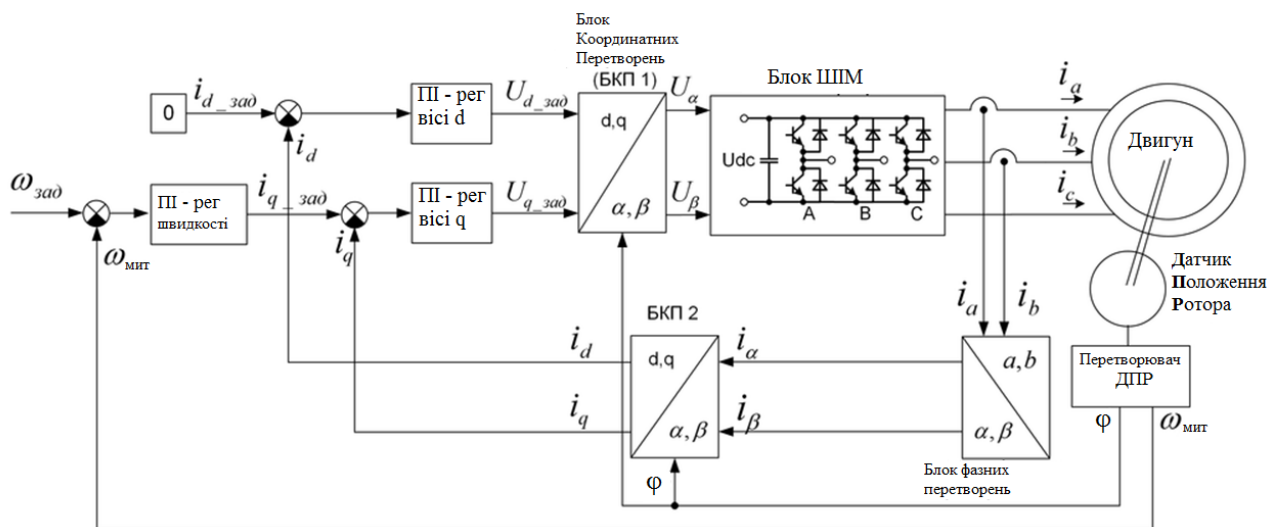 Блок
Координатних
Перетворень
(БКП 1)
Блок ШІМ
0
i_d_зад
ПІ - рег
вісі d
U_d_зад
d,q
α,β
U_α
U_β
Udc
A B C
i_a
i_b
i_c
Двигун
i_d
ω_зад
ПІ - рег
швидкості
i_q_зад
ПІ - рег
вісі q
U_q_зад
ω_мит
i_q
Датчик
Положення
Ротора
БКП 2
i_d
d,q
α,β
i_q
i_α
i_β
i_a
i_b
a,b
α,β
Блок фазних
перетворень
Перетворювач
ДПР
φ
ω_мит
φ